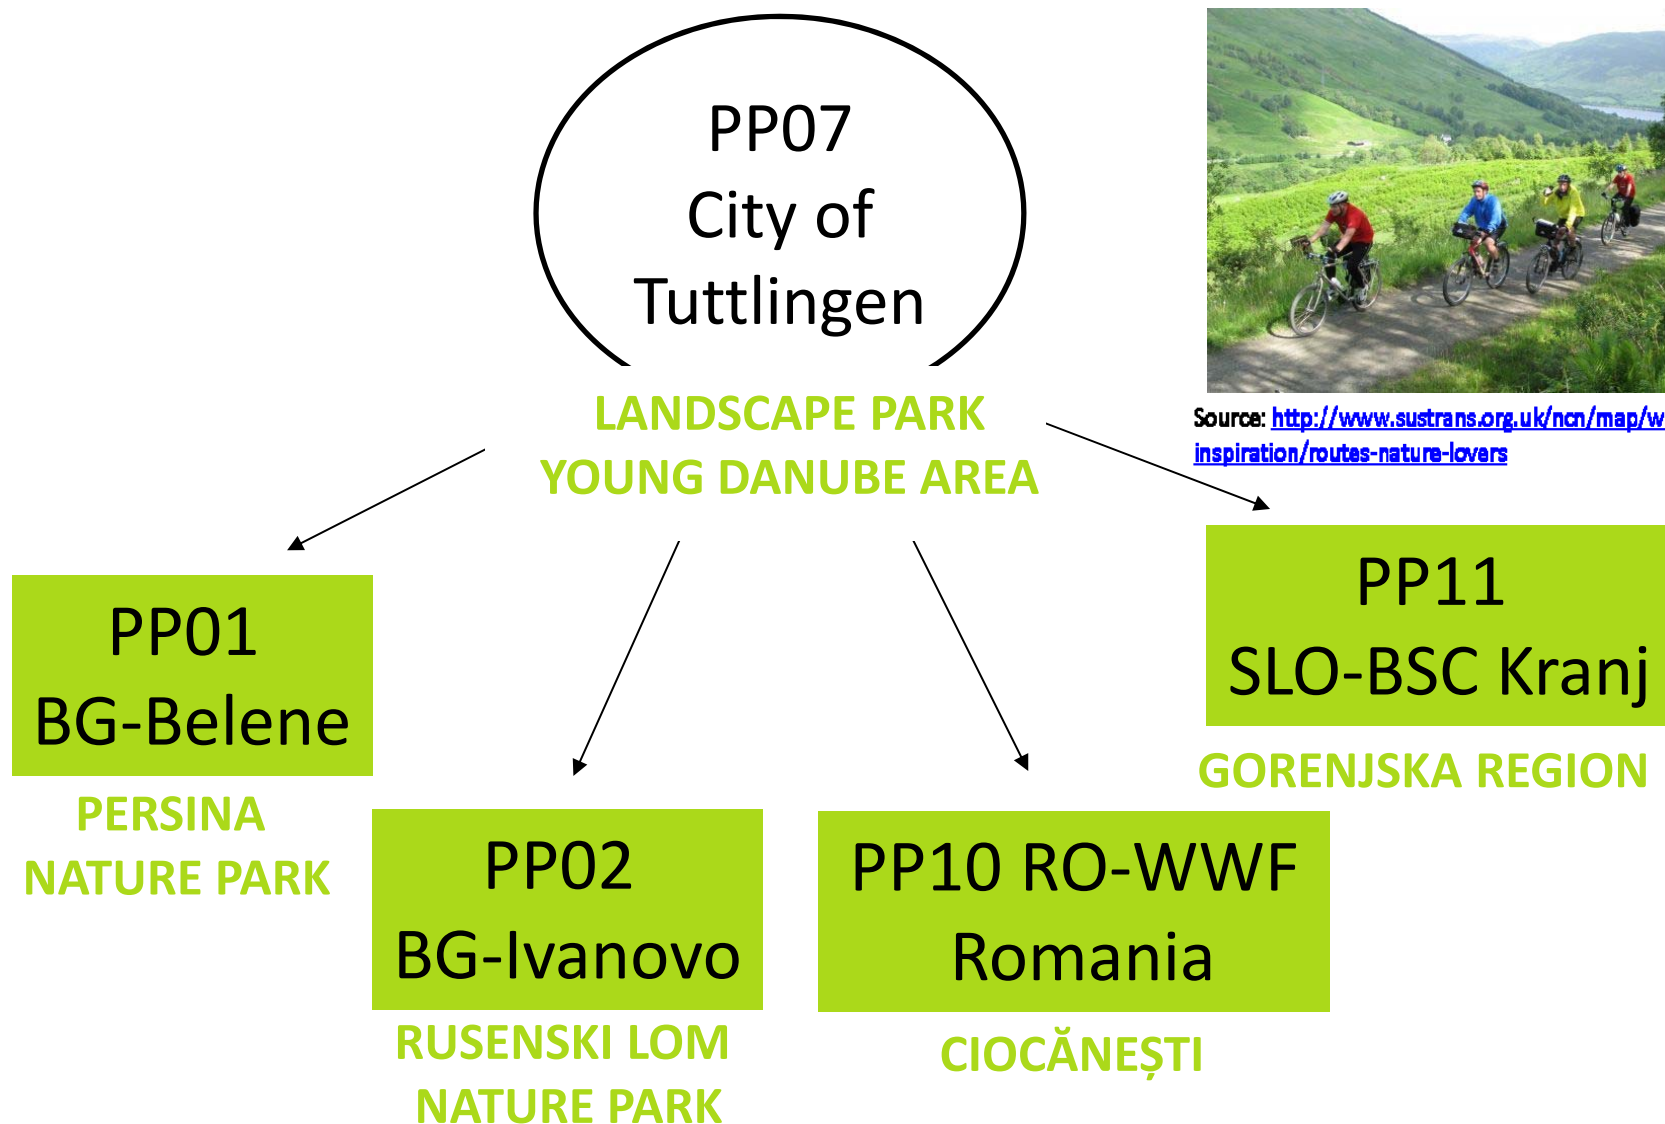 PP07
City of
Tuttlingen
LANDSCAPE PARK
YOUNG DANUBE AREA
Source: http://www.sustrans.org.uk/ncn/map/w
inspiration/routes-nature-lovers
PP01
BG-Belene
PERSINA
NATURE PARK
PP02
BG-Ivanovo
RUSENSKI LOM
NATURE PARK
PP10 RO-WWF
Romania
CIOCĂNEȘTI
PP11
SLO-BSC Kranj
GORENJSKA REGION